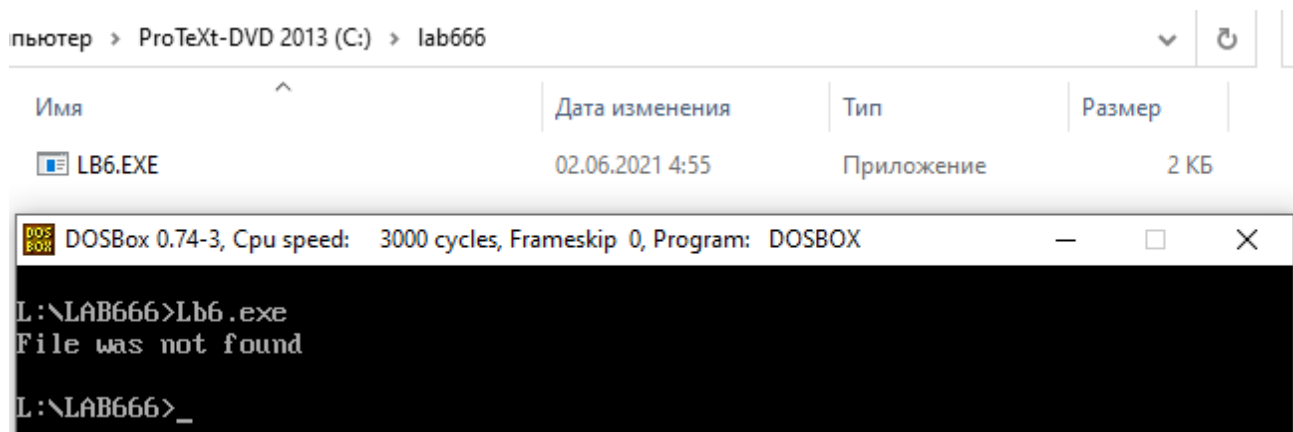 пьютер > ProTeXt-DVD 2013 (C:) > lab666
Имя Дата изменения Тип Размер
LB6.EXE 02.06.2021 4:55 Приложение 2 КБ
DOS BOX DOSBox 0.74-3, Cpu speed: 3000 cycles, Frameskip 0, Program: DOSBOX
L:\LAB666>Lb6.exe
File was not found
L:\LAB666>_